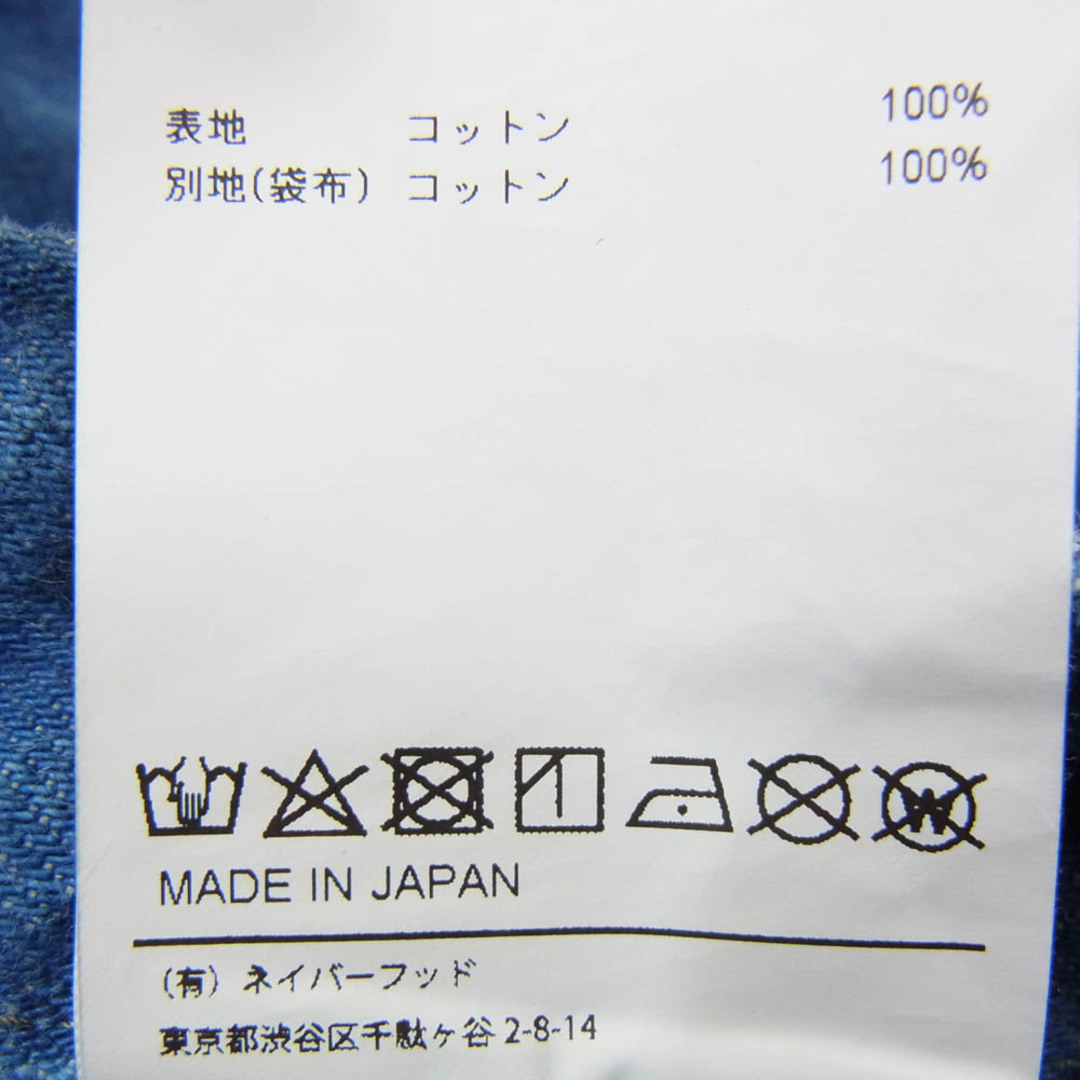 表地 コットン 100%
別地(袋布) コットン 100%
MADE IN JAPAN
(有) ネイバーフッド
東京都渋谷区千駄ヶ谷 2-8-14